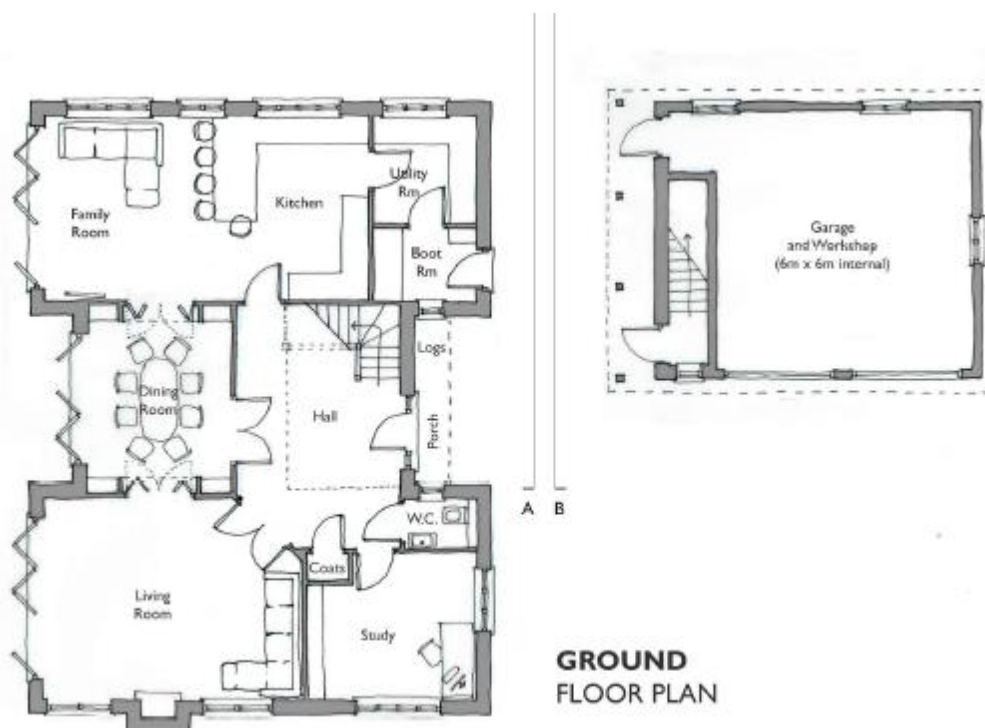 Family
Room
Kitchen
Utility
Rm
Boot
Rm
Garage
and Workshop
(6m x 6m internal)
Logs
Dining
Room
Hall
Porch
A B
W.C.
Coats
Living
Room
Study
GROUND
FLOOR PLAN